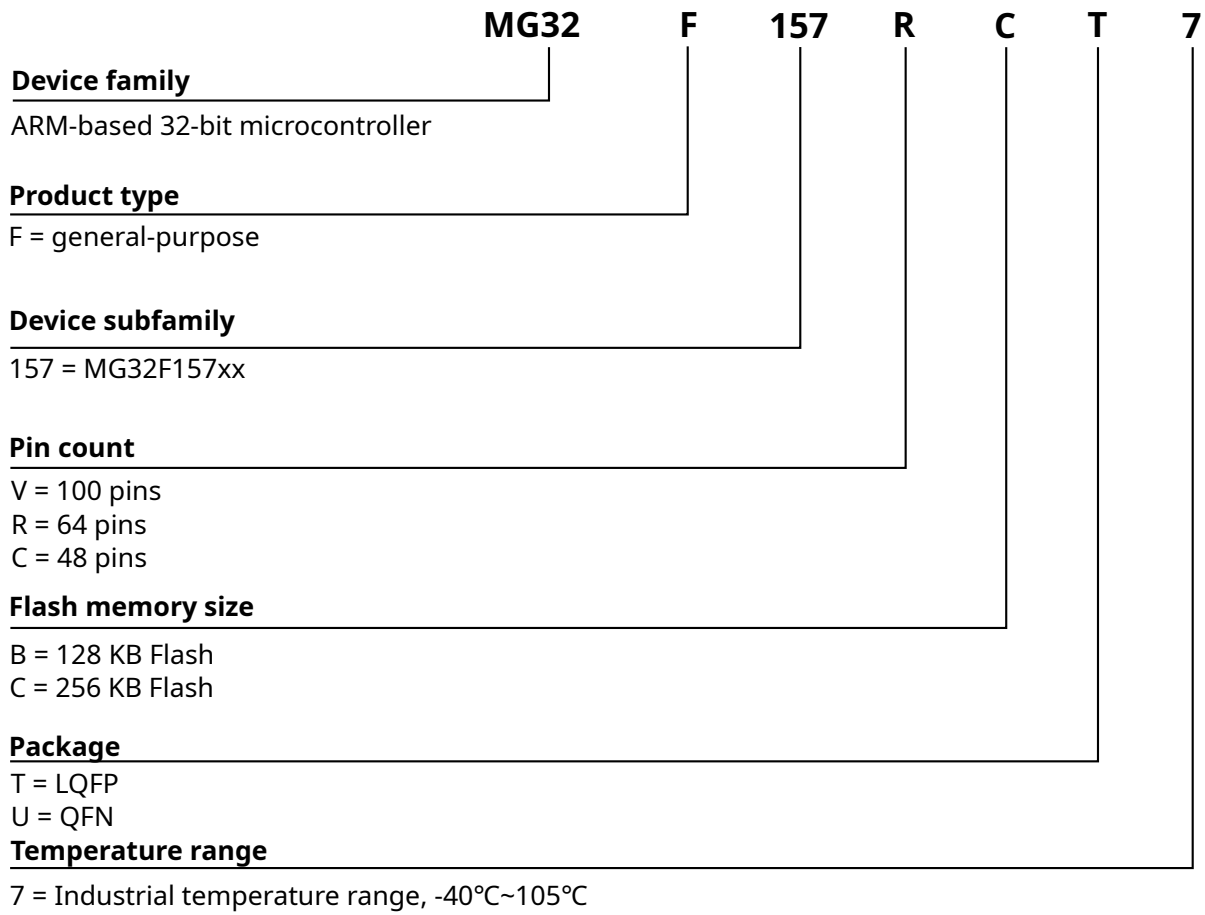 MG32 F 157 R C T 7
Device family
ARM-based 32-bit microcontroller
Product type
F = general-purpose
Device subfamily
157 = MG32F157xx
Pin count
V = 100 pins
R = 64 pins
C = 48 pins
Flash memory size
B = 128 KB Flash
C = 256 KB Flash
Package
T = LQFP
U = QFN
Temperature range
7 = Industrial temperature range, -40℃~105℃